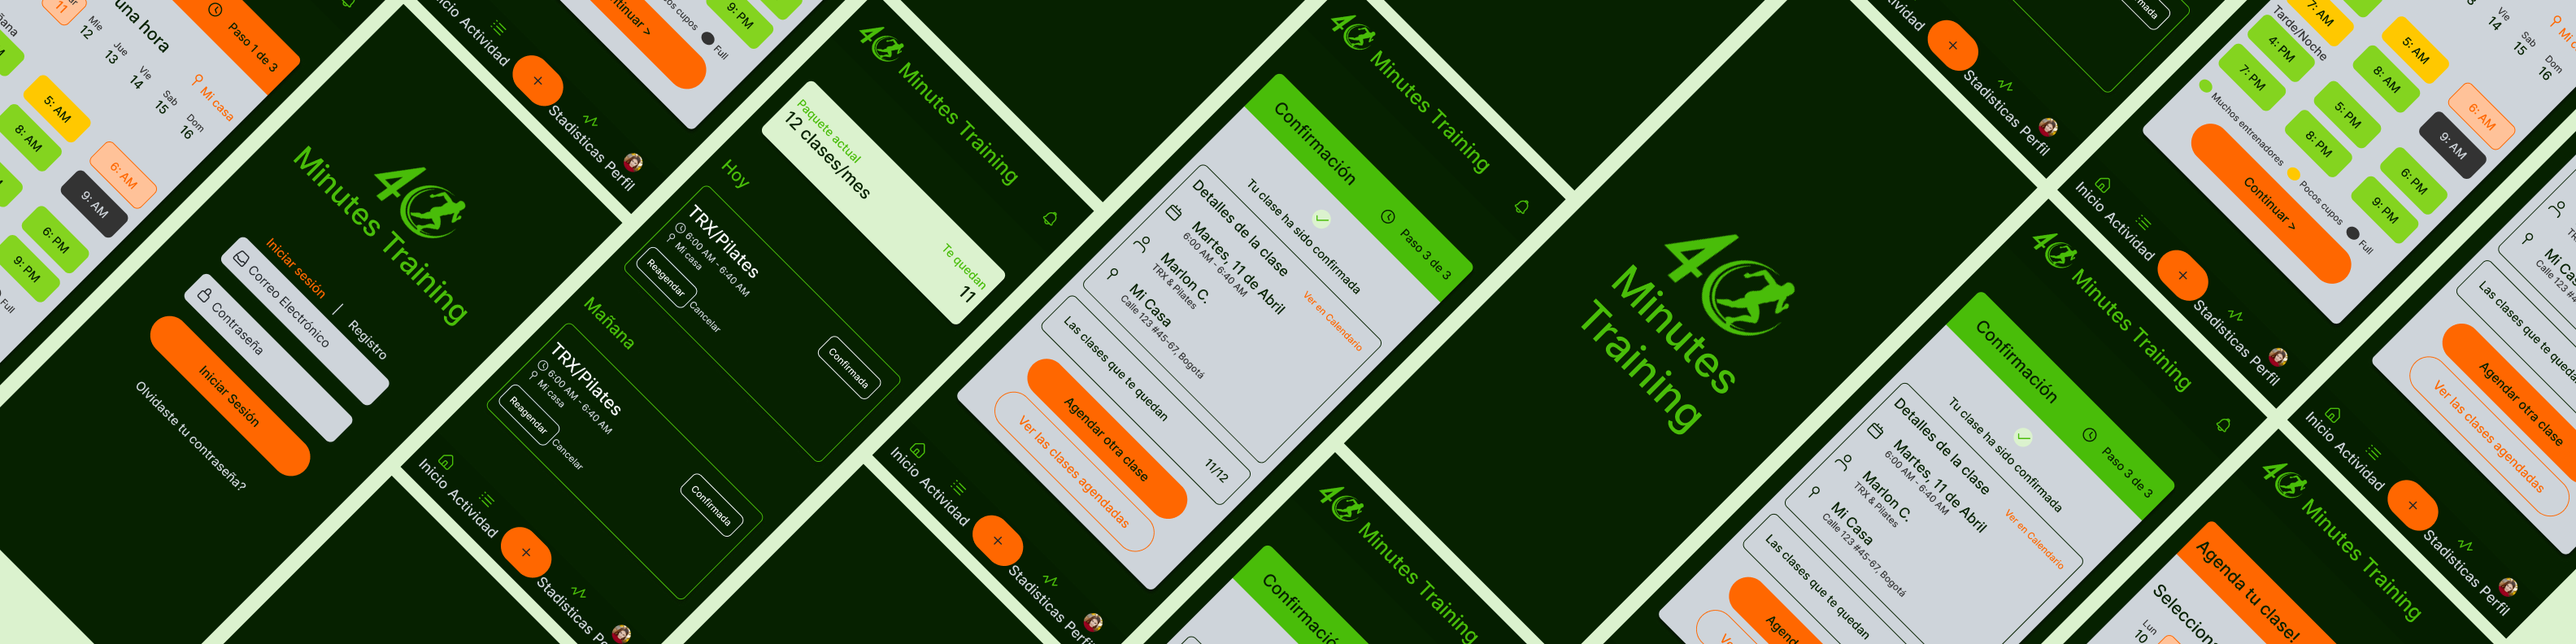 una hora
Paso 1 de 3
11
Mie
12
Jue
13
Vie
14
Sab
15
Dom
16
Mi casa
5: AM
6: AM
8: AM
9: AM
6: PM
9: PM
Full
40
Minutes Training
Iniciar sesión | Registro
Correo Electrónico
Contraseña
Iniciar Sesión
Olvidaste tu contraseña?
9: PM
Full
Continuar >
Actividad
+
Stadisticas
Perfil
40 Minutes Training
Paquete actual
12 clases/mes
Te quedan
11
Hoy
TRX/Pilates
6:00 AM - 6:40 AM
Mi casa
Reagendar
Cancelar
Confirmada
Mañana
TRX/Pilates
6:00 AM - 6:40 AM
Mi casa
Reagendar
Cancelar
Confirmada
Inicio
Actividad
+
Stadisticas
40 Minutes Training
Confirmación
Paso 3 de 3
Tu clase ha sido confirmada
Detalles de la clase
Martes, 11 de Abril
6:00 AM - 6:40 AM
Ver en Calendario
Marlon C.
TRX & Pilates
Mi Casa
Calle 123 #45-67, Bogotá
Las clases que te quedan
11/12
Agendar otra clase
Ver las clases agendadas
Inicio
Actividad
+
Stadisticas
Perfil
40 Minutes Training
Confirmació
40
Minutes
Training
+
Stadisticas
Perfil
40 Minutes Training
Confirmación
Paso 3 de 3
Tu clase ha sido confirmada
Detalles de la clase
Martes, 11 de Abril
6:00 AM - 6:40 AM
Ver en Calendario
Marlon C.
TRX & Pilates
Mi Casa
Calle 123 #45-67, Bogotá
Las clases que te quedan
Vie
14
Sab
15
Dom
16
7: AM
5: AM
6: AM
8: AM
9: AM
Tarde/Noche
4: PM
5: PM
6: PM
7: PM
8: PM
9: PM
Muchos entrenadores
Pocos cupos
Full
Continuar >
Inicio
Actividad
+
Stadisticas
Perfil
Las clases que te queda
Agendar otra clase
Ver las clases agendadas
Inicio
Actividad
+
Stadisticas
Perfil
40 Minutes Training
Agenda tu clase!
Seleccion
Lun
10